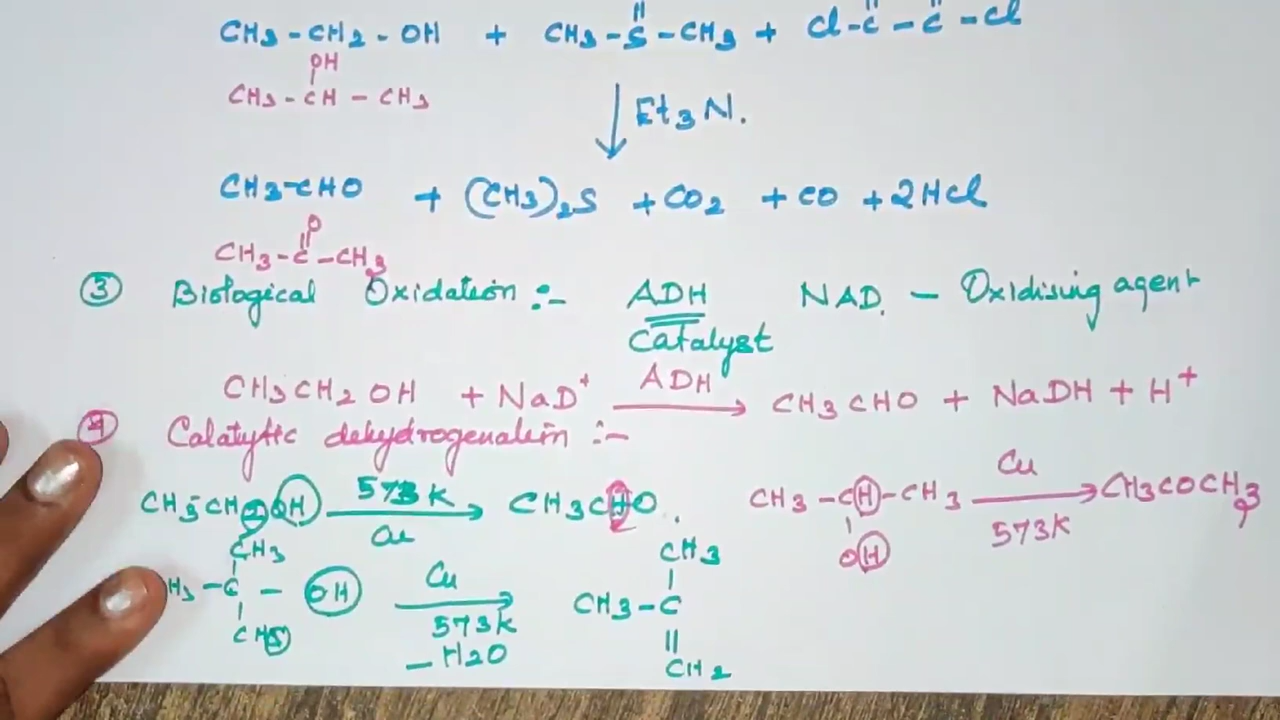 CH3 - CH2 - OH + CH3 - S - CH3 + Cl - C - C - Cl
OH
CH3 - CH - CH3
Et3N.
CH3-CHO + (CH3)2S + CO2 + CO + 2HCl
O
CH3 - C - CH3
③ Biological Oxidation :- ADH NAD. - Oxidising agent
Catalyst
CH3CH2OH + NaD+ ADH CH3CHO + NaDH + H+
④ Calatytic dehydrogenation :-
CH3CH2OH 573K CH3CHO. CH3 - CH - CH3 Cu CH3COCH3
Cu OH 573K
CH3 CH3
H3 - C - OH Cu CH3 - C
CH3 573K CH2
- H2O